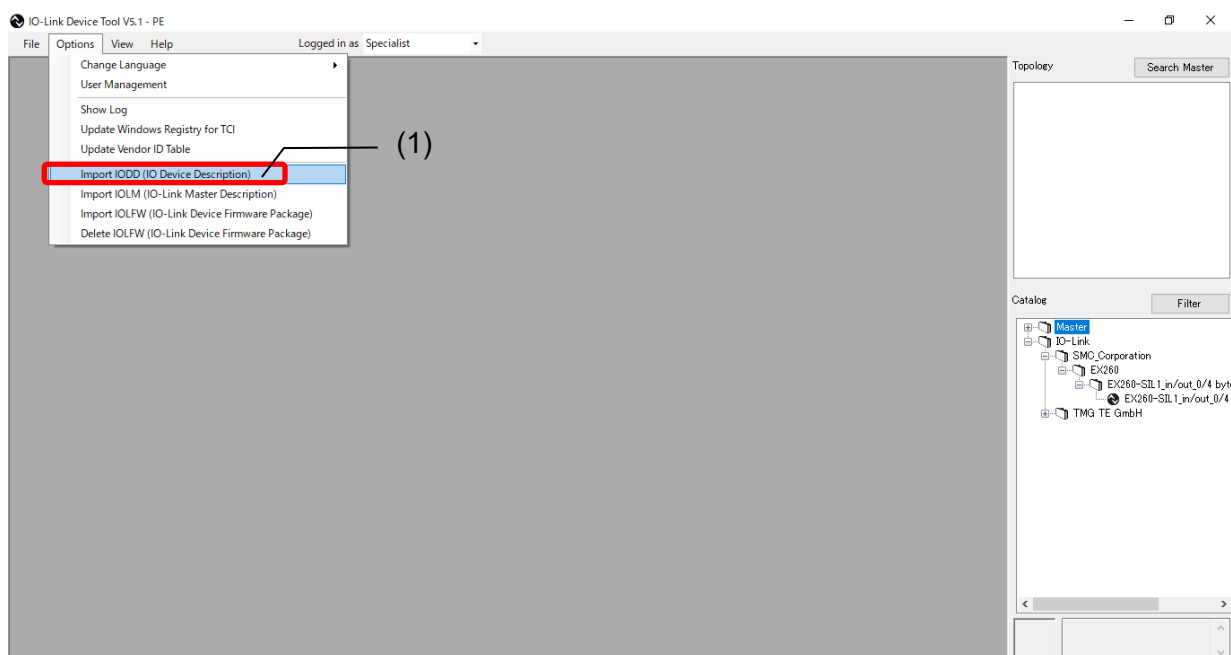 IO-Link Device Tool V5.1 - PE
File Options View Help Logged in as Specialist
Change Language
User Management
Show Log
Update Windows Registry for TCI
Update Vendor ID Table
Import IODD (IO Device Description)
Import IOLM (IO-Link Master Description)
Import IOLFW (IO-Link Device Firmware Package)
Delete IOLFW (IO-Link Device Firmware Package)
(1)
Topology Search Master
Catalog Filter
Master
IO-Link
SMC_Corporation
EX260
EX260-SIL1_in/out_0/4 byt
EX260-SIL1_in/out_0/4
TMG TE GmbH